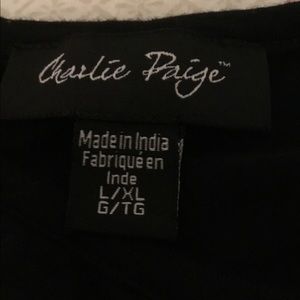 Charlie Paige™
Made in India
Fabriqué en
Inde
L/XL
G/TG